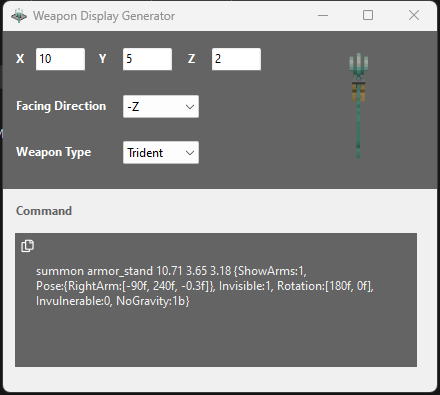 Weapon Display Generator
X 10 Y 5 Z 2
Facing Direction -Z
Weapon Type Trident
Command
summon armor_stand 10.71 3.65 3.18 {ShowArms:1,
Pose:{RightArm:[-90f, 240f, -0.3f]}, Invisible:1, Rotation:[180f, 0f],
Invulnerable:0, NoGravity:1b}